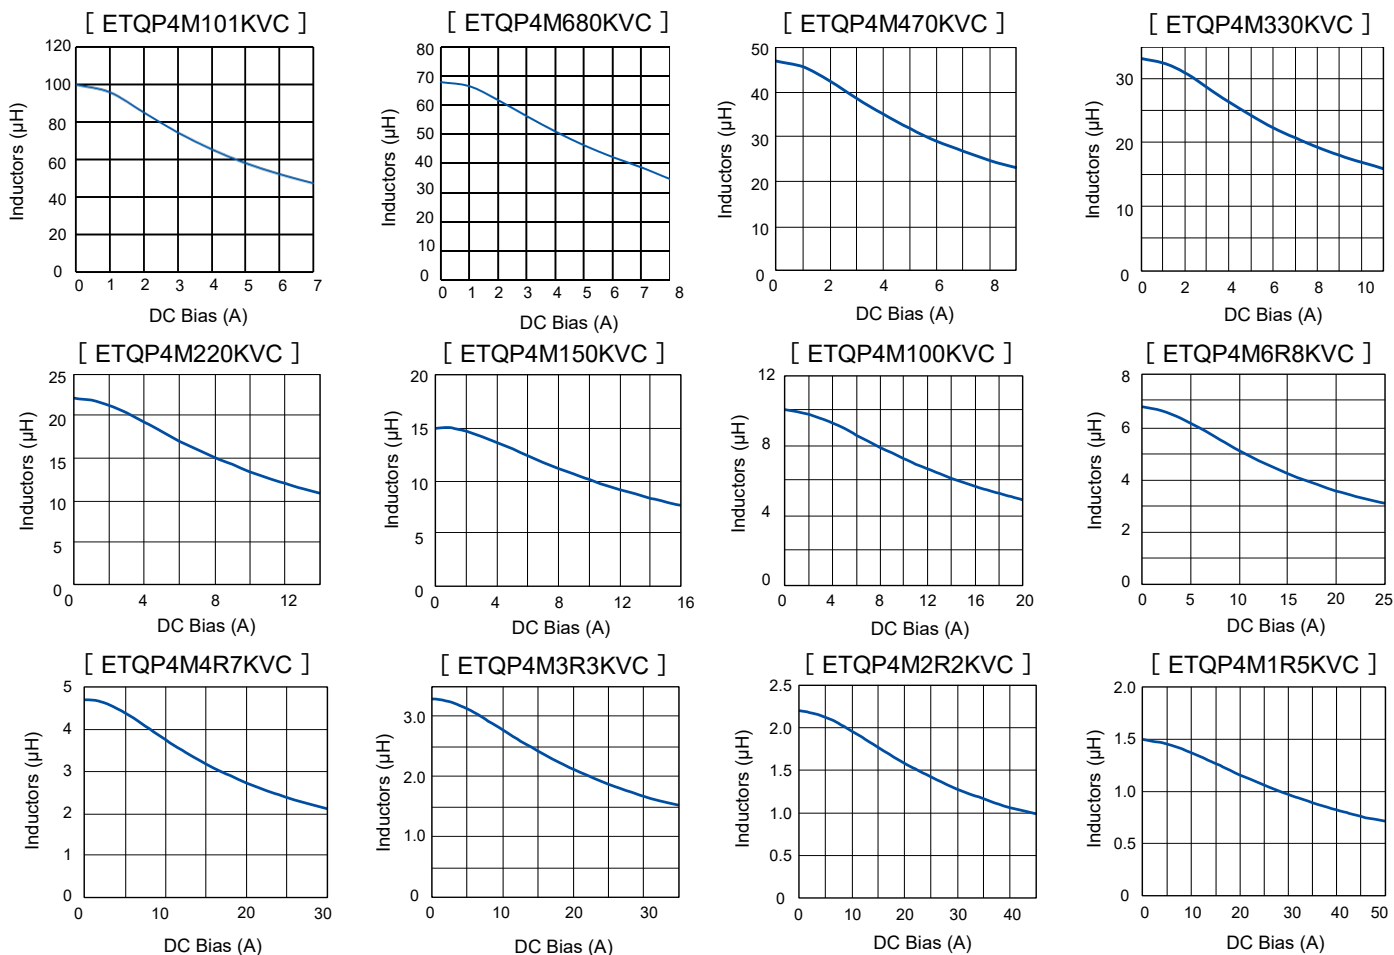 [ ETQP4M101KVC ]
120
100
80
60
40
20
0
Inductors (µH)
0 1 2 3 4 5 6 7
DC Bias (A)
[ ETQP4M680KVC ]
80
70
60
50
40
30
20
10
0
Inductors (µH)
0 1 2 3 4 5 6 7 8
DC Bias (A)
[ ETQP4M470KVC ]
50
40
30
20
10
0
Inductors (µH)
0 2 4 6 8
DC Bias (A)
[ ETQP4M330KVC ]
30
20
10
0
Inductors (µH)
0 2 4 6 8 10
DC Bias (A)
[ ETQP4M220KVC ]
25
20
15
10
5
0
Inductors (µH)
0 4 8 12
DC Bias (A)
[ ETQP4M150KVC ]
20
15
10
5
0
Inductors (µH)
0 4 8 12 16
DC Bias (A)
[ ETQP4M100KVC ]
12
8
4
0
Inductors (µH)
0 4 8 12 16 20
DC Bias (A)
[ ETQP4M6R8KVC ]
8
6
4
2
0
Inductors (µH)
0 5 10 15 20 25
DC Bias (A)
[ ETQP4M4R7KVC ]
5
4
3
2
1
0
Inductors (µH)
0 10 20 30
DC Bias (A)
[ ETQP4M3R3KVC ]
3.0
2.0
1.0
0
Inductors (µH)
0 10 20 30
DC Bias (A)
[ ETQP4M2R2KVC ]
2.5
2.0
1.5
1.0
0.5
0
Inductors (µH)
0 10 20 30 40
DC Bias (A)
[ ETQP4M1R5KVC ]
2.0
1.5
1.0
0.5
0
Inductors (µH)
0 10 20 30 40 50
DC Bias (A)